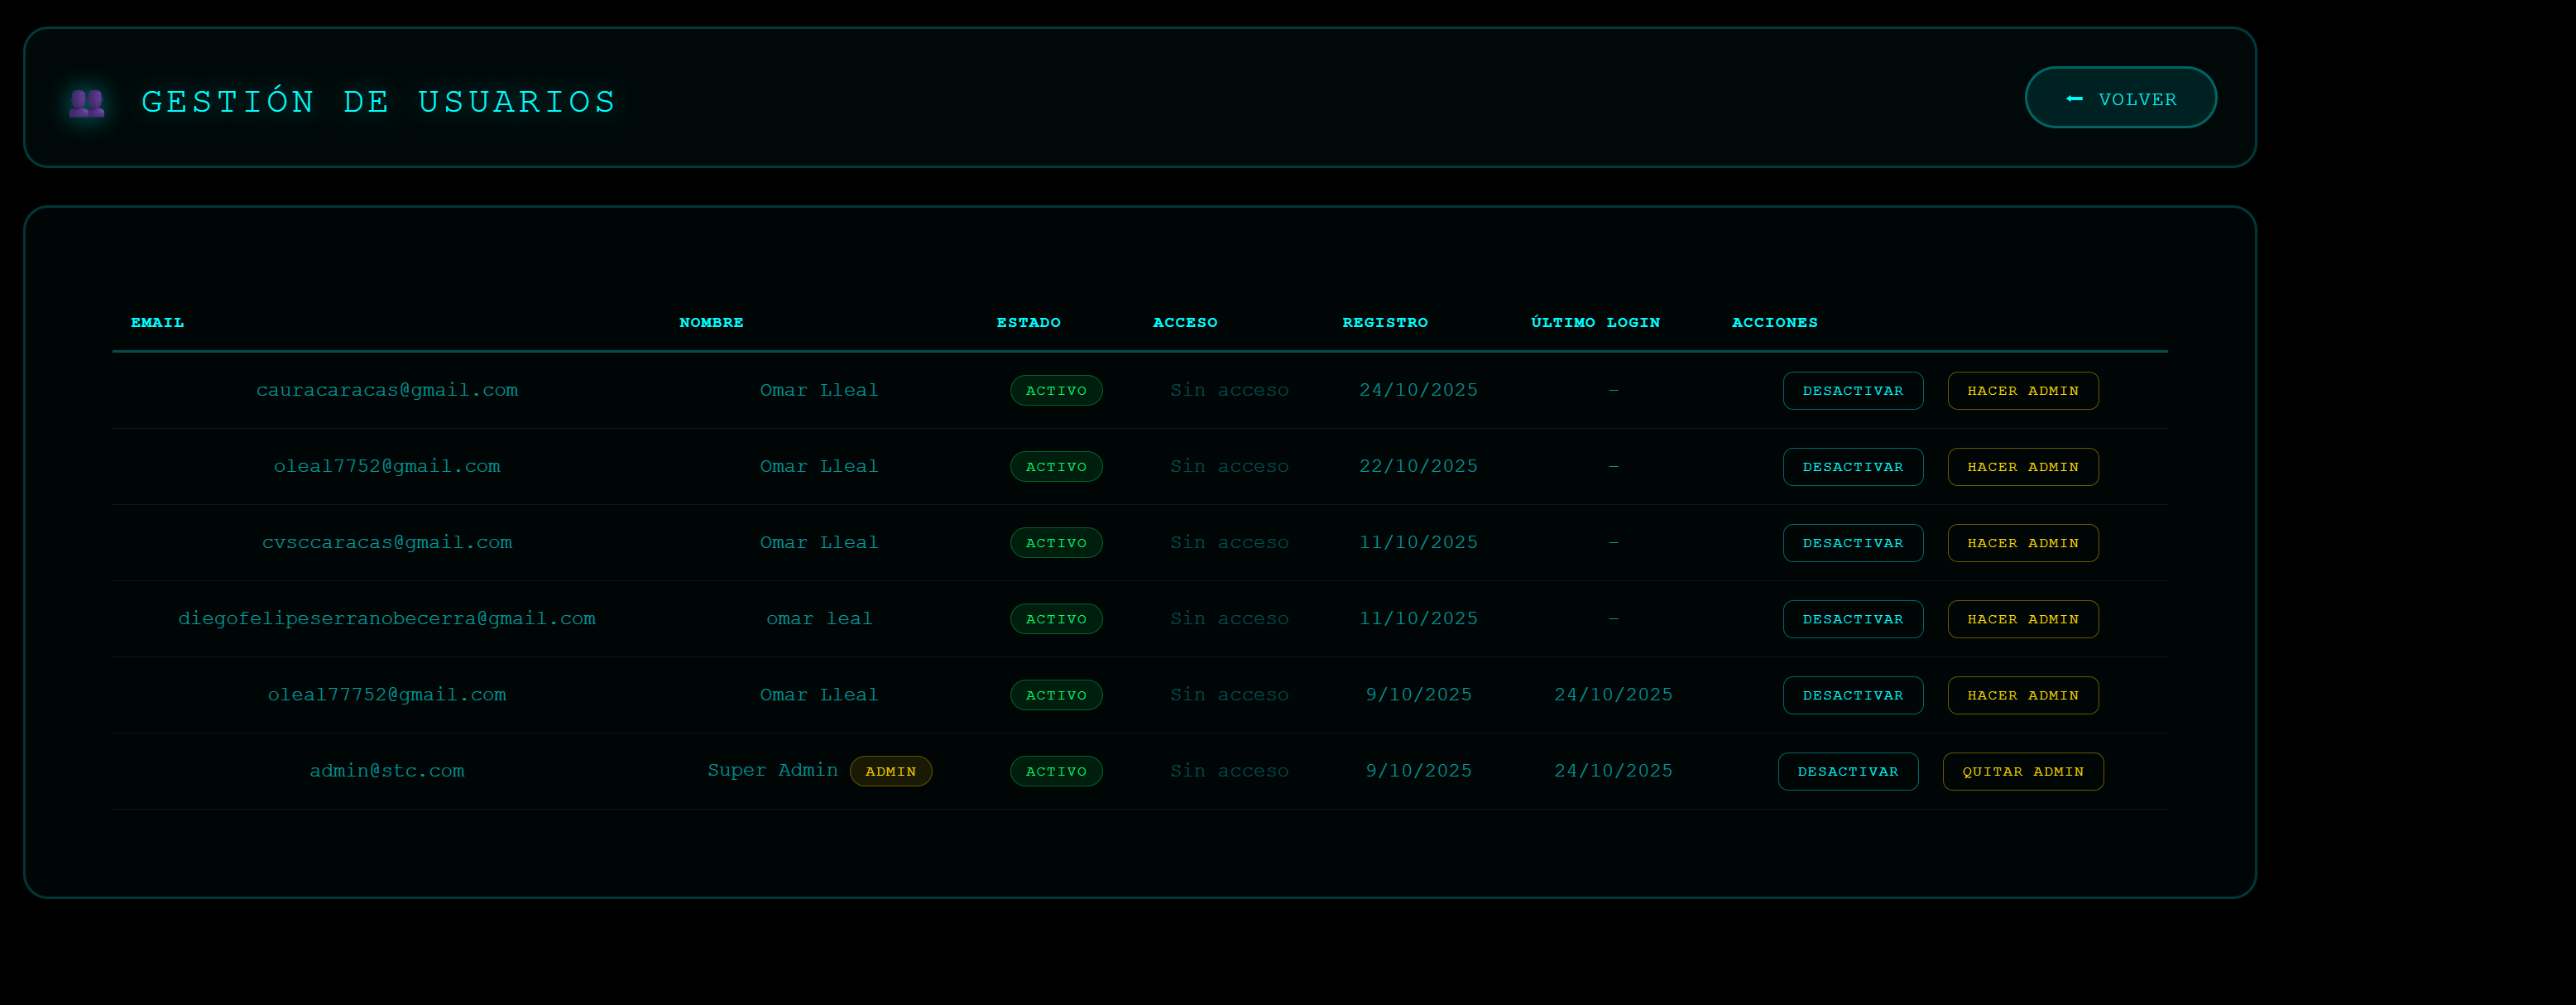 GESTIÓN DE USUARIOS
← VOLVER
EMAIL NOMBRE ESTADO ACCESO REGISTRO ÚLTIMO LOGIN ACCIONES
cauracaracas@gmail.com Omar Lleal ACTIVO Sin acceso 24/10/2025 - DESACTIVAR HACER ADMIN
oleal7752@gmail.com Omar Lleal ACTIVO Sin acceso 22/10/2025 - DESACTIVAR HACER ADMIN
cvsccaracas@gmail.com Omar Lleal ACTIVO Sin acceso 11/10/2025 - DESACTIVAR HACER ADMIN
diegofelipeserranobecerra@gmail.com omar leal ACTIVO Sin acceso 11/10/2025 - DESACTIVAR HACER ADMIN
oleal77752@gmail.com Omar Lleal ACTIVO Sin acceso 9/10/2025 24/10/2025 DESACTIVAR HACER ADMIN
admin@stc.com Super Admin ADMIN ACTIVO Sin acceso 9/10/2025 24/10/2025 DESACTIVAR QUITAR ADMIN